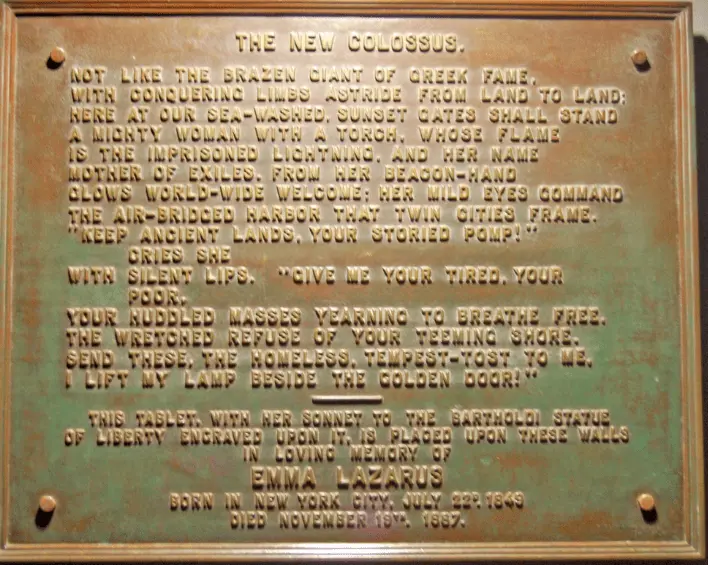 THE NEW COLOSSUS.
NOT LIKE THE BRAZEN GIANT OF GREEK FAME,
WITH CONQUERING LIMBS ASTRIDE FROM LAND TO LAND;
HERE AT OUR SEA-WASHED, SUNSET GATES SHALL STAND
A MIGHTY WOMAN WITH A TORCH, WHOSE FLAME
IS THE IMPRISONED LIGHTNING, AND HER NAME
MOTHER OF EXILES. FROM HER BEACON-HAND
GLOWS WORLD-WIDE WELCOME; HER MILD EYES COMMAND
THE AIR-BRIDGED HARBOR THAT TWIN CITIES FRAME.
"KEEP ANCIENT LANDS, YOUR STORIED POMP!"
CRIES SHE
WITH SILENT LIPS. "GIVE ME YOUR TIRED, YOUR
POOR,
YOUR HUDDLED MASSES YEARNING TO BREATHE FREE,
THE WRETCHED REFUSE OF YOUR TEEMING SHORE.
SEND THESE, THE HOMELESS, TEMPEST-TOST TO ME,
I LIFT MY LAMP BESIDE THE GOLDEN DOOR!"
THIS TABLET, WITH HER SONNET TO THE BARTHOLDI STATUE
OF LIBERTY ENGRAVED UPON IT, IS PLACED UPON THESE WALLS
IN LOVING MEMORY OF
EMMA LAZARUS
BORN IN NEW YORK CITY, JULY 22D, 1849
DIED NOVEMBER 19TH, 1887.